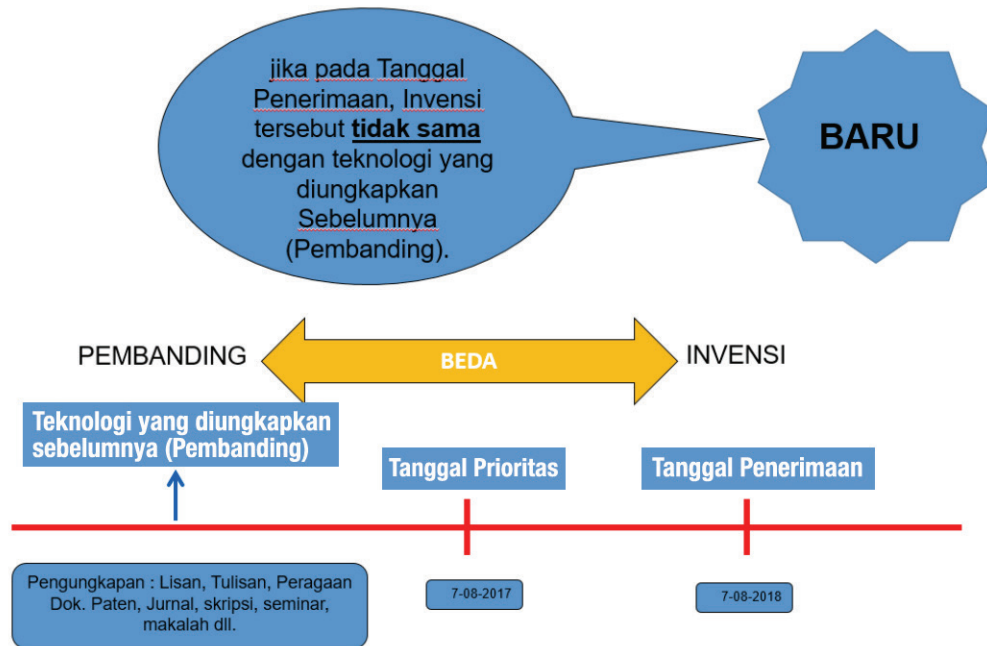 jika pada Tanggal
Penerimaan, Invensi
tersebut tidak sama
dengan teknologi yang
diungkapkan
Sebelumnya
(Pembanding).
BARU
PEMBANDING
BEDA
INVENSI
Teknologi yang diungkapkan
sebelumnya (Pembanding)
Tanggal Prioritas
Tanggal Penerimaan
Pengungkapan : Lisan, Tulisan, Peragaan
Dok. Paten, Jurnal, skripsi, seminar,
makalah dll.
7-08-2017
7-08-2018